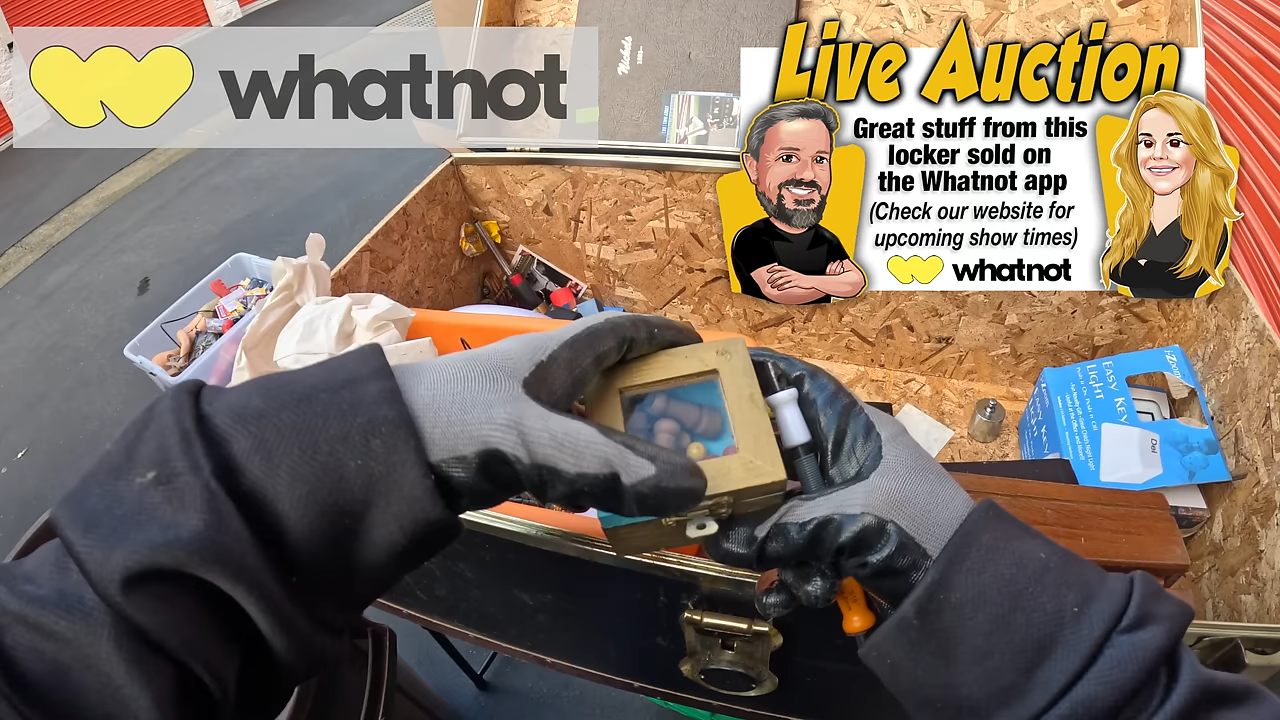 whatnot
Live Auction
Great stuff from this
locker sold on
the Whatnot app
(Check our website for
upcoming show times)
whatnot
Nickels
EASY KEY
LIGHT